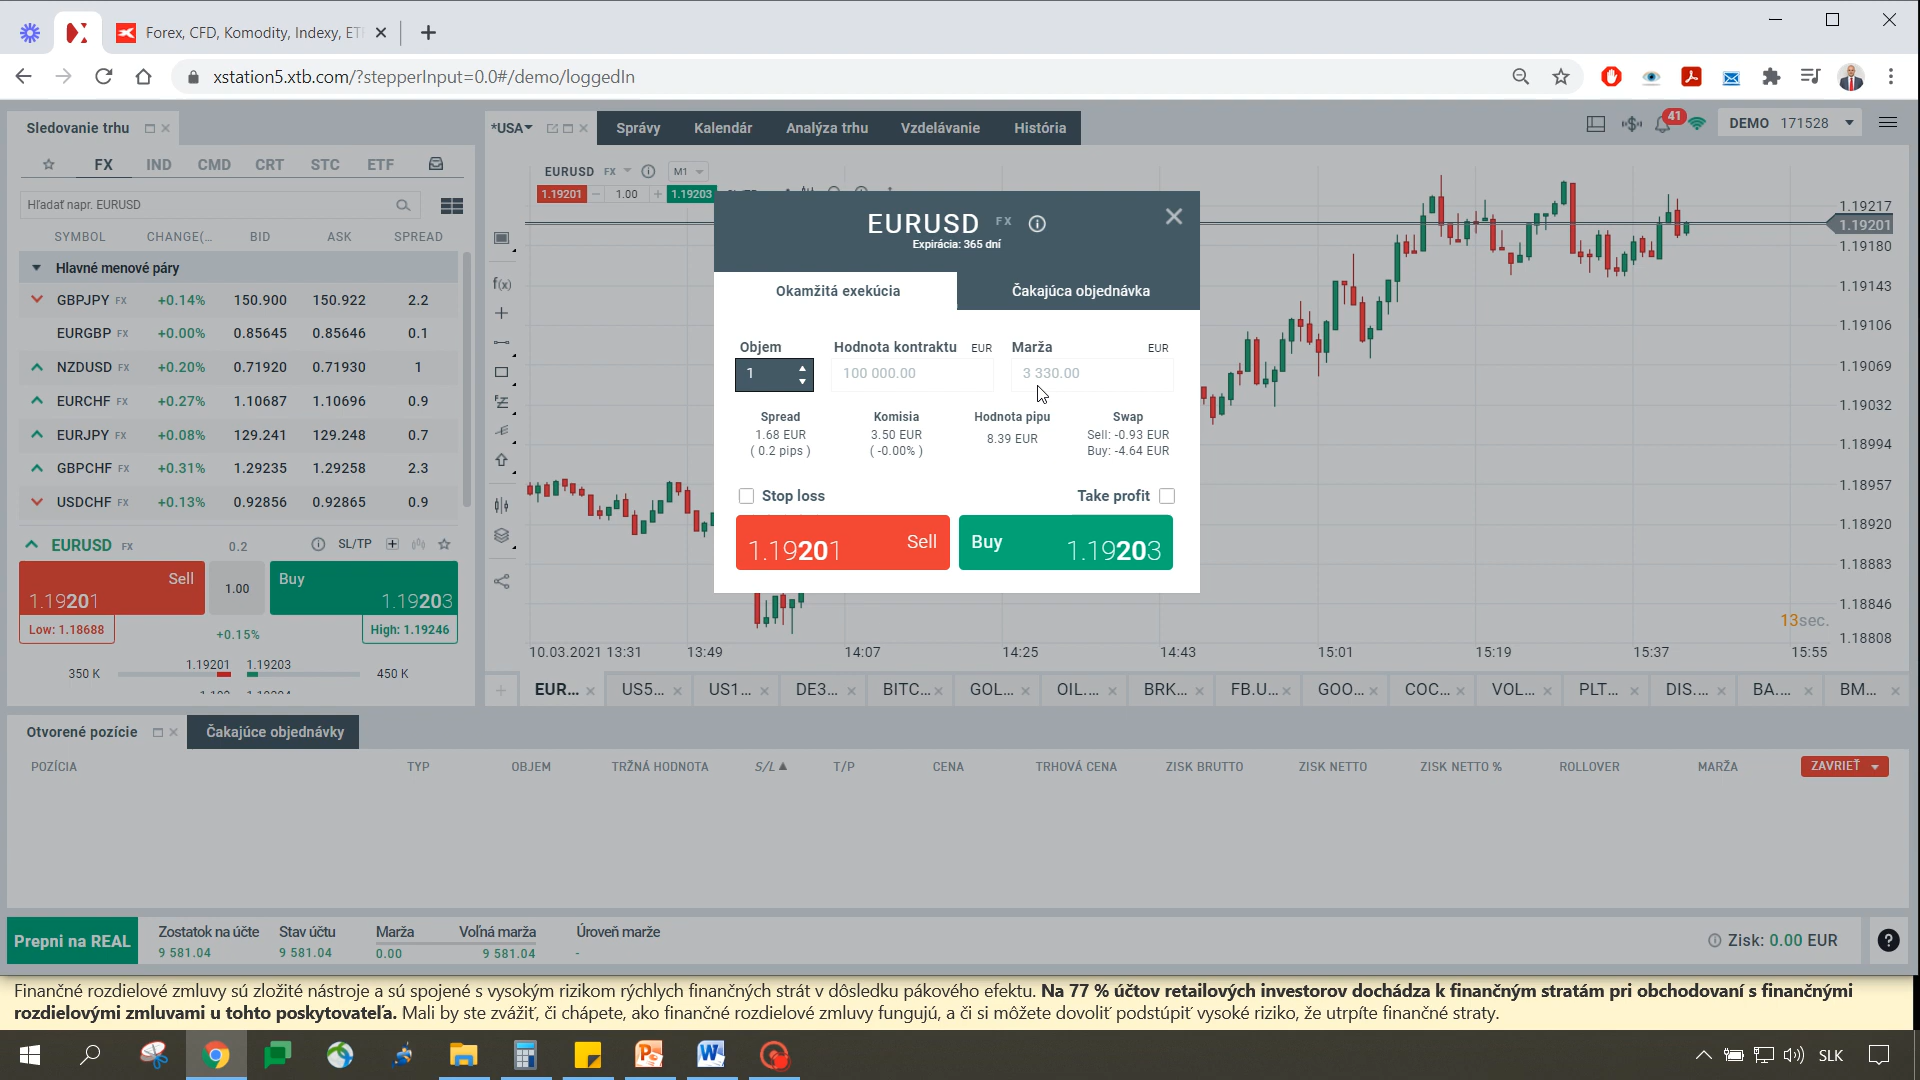 Forex, CFD, Komodity, Indexy, ET
xstation5.xtb.com/?stepperInput=0.0#/demo/loggedIn
Sledovanie trhu
*USA
Správy Kalendár Analýza trhu Vzdelávanie História
41
DEMO 171528
FX IND CMD CRT STC ETF
Hľadať napr. EURUSD
SYMBOL CHANGE(... BID ASK SPREAD
Hlavné menové páry
GBPJPY FX +0.14% 150.900 150.922 2.2
EURGBP FX +0.00% 0.85645 0.85646 0.1
NZDUSD FX +0.20% 0.71920 0.71930 1
EURCHF FX +0.27% 1.10687 1.10696 0.9
EURJPY FX +0.08% 129.241 129.248 0.7
GBPCHF FX +0.31% 1.29235 1.29258 2.3
USDCHF FX +0.13% 0.92856 0.92865 0.9
EURUSD FX 0.2 SL/TP
Sell 1.19201
1.00
Buy 1.19203
Low: 1.18688
+0.15%
High: 1.19246
1.19201 1.19203
350 K 450 K
EURUSD FX M1
1.19201 1.00 1.19203
f(x)
EURUSD FX
Expirácia: 365 dní
Okamžitá exekúcia
Čakajúca objednávka
Objem Hodnota kontraktu EUR Marža EUR
1 100 000.00 3 330.00
Spread Komisia Hodnota pipu Swap
1.68 EUR 3.50 EUR 8.39 EUR Sell: -0.93 EUR
( 0.2 pips ) ( -0.00% ) Buy: -4.64 EUR
Stop loss Take profit
1.19201 Sell
Buy 1.19203
1.19217
1.19201
1.19180
1.19143
1.19106
1.19069
1.19032
1.18994
1.18957
1.18920
1.18883
1.18846
1.18808
13sec.
10.03.2021 13:31 13:49 14:07 14:25 14:43 15:01 15:19 15:37 15:55
EUR... US5... US1... DE3... BITC... GOL... OIL.... BRK... FB.U... GOO... COC... VOL... PLT... DIS.... BA.... BM...
Otvorené pozície Čakajúce objednávky
POZÍCIA TYP OBJEM TRŽNÁ HODNOTA S/L T/P CENA TRHOVÁ CENA ZISK BRUTTO ZISK NETTO ZISK NETTO % ROLLOVER MARŽA ZAVRIEŤ
Prepni na REAL
Zostatok na účte Stav účtu Marža Voľná marža Úroveň marže
9 581.04 9 581.04 0.00 9 581.04 -
Zisk: 0.00 EUR
Finančné rozdielové zmluvy sú zložité nástroje a sú spojené s vysokým rizikom rýchlych finančných strát v dôsledku pákového efektu. Na 77 % účtov retailových investorov dochádza k finančným stratám pri obchodovaní s finančnými
rozdielovými zmluvami u tohto poskytovateľa. Mali by ste zvážiť, či chápete, ako finančné rozdielové zmluvy fungujú, a či si môžete dovoliť podstúpiť vysoké riziko, že utrpíte finančné straty.
SLK